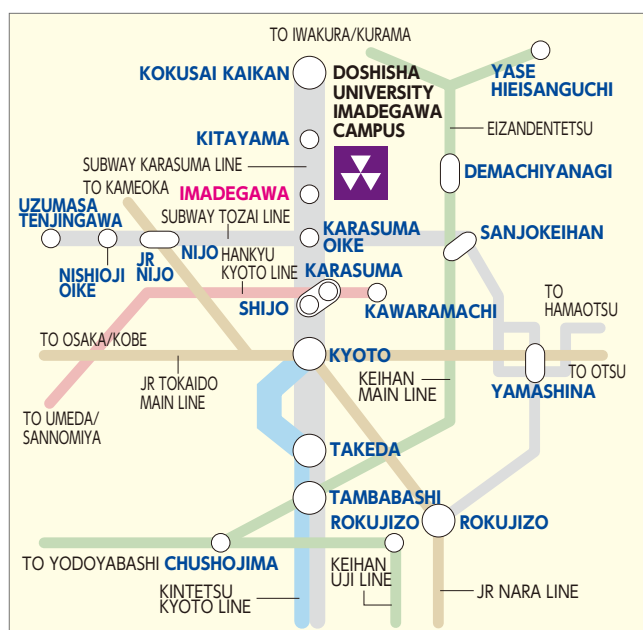 TO IWAKURA/KURAMA
KOKUSAI KAIKAN
DOSHISHA
UNIVERSITY
IMADEGAWA
CAMPUS
YASE
HIEISANGUCHI
KITAYAMA
EIZANDENTETSU
SUBWAY KARASUMA LINE
DEMACHIYANAGI
TO KAMEOKA
IMADEGAWA
UZUMASA
TENJINGAWA
SUBWAY TOZAI LINE
KARASUMA
OIKE
SANJOKEIHAN
NISHIOJI
OIKE
JR
NIJO
NIJO
HANKYU
KYOTO LINE
KARASUMA
SHIJO
KAWARAMACHI
TO
HAMAOTSU
TO OSAKA/KOBE
KYOTO
TO OTSU
JR TOKAIDO
MAIN LINE
KEIHAN
MAIN LINE
YAMASHINA
TO UMEDA/
SANNOMIYA
TAKEDA
TAMBABASHI
ROKUJIZO
ROKUJIZO
TO YODOYABASHI
CHUSHOJIMA
KEIHAN
UJI LINE
KINTETSU
KYOTO LINE
JR NARA LINE